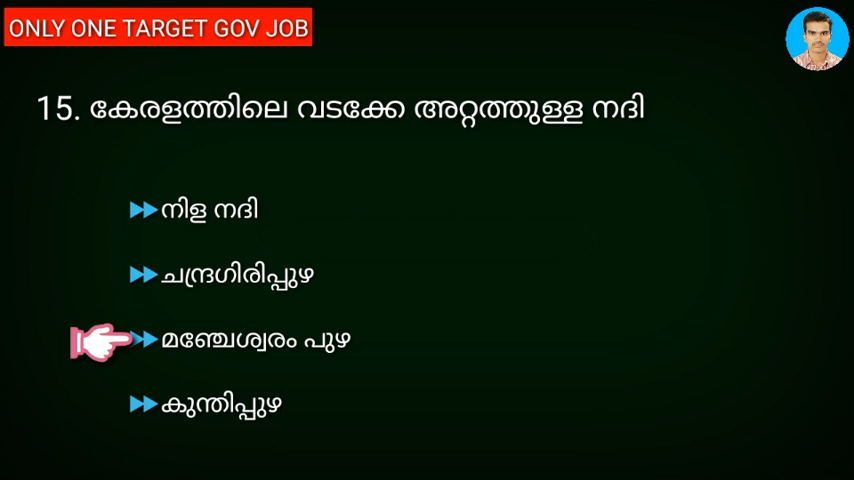 ONLY ONE TARGET GOV JOB
15. കേരളത്തിലെ വടക്കേ അറ്റത്തുള്ള നദി
നിള നദി
ചന്ദ്രഗിരിപ്പുഴ
മഞ്ചേശ്വരം പുഴ
കുന്തിപ്പുഴ